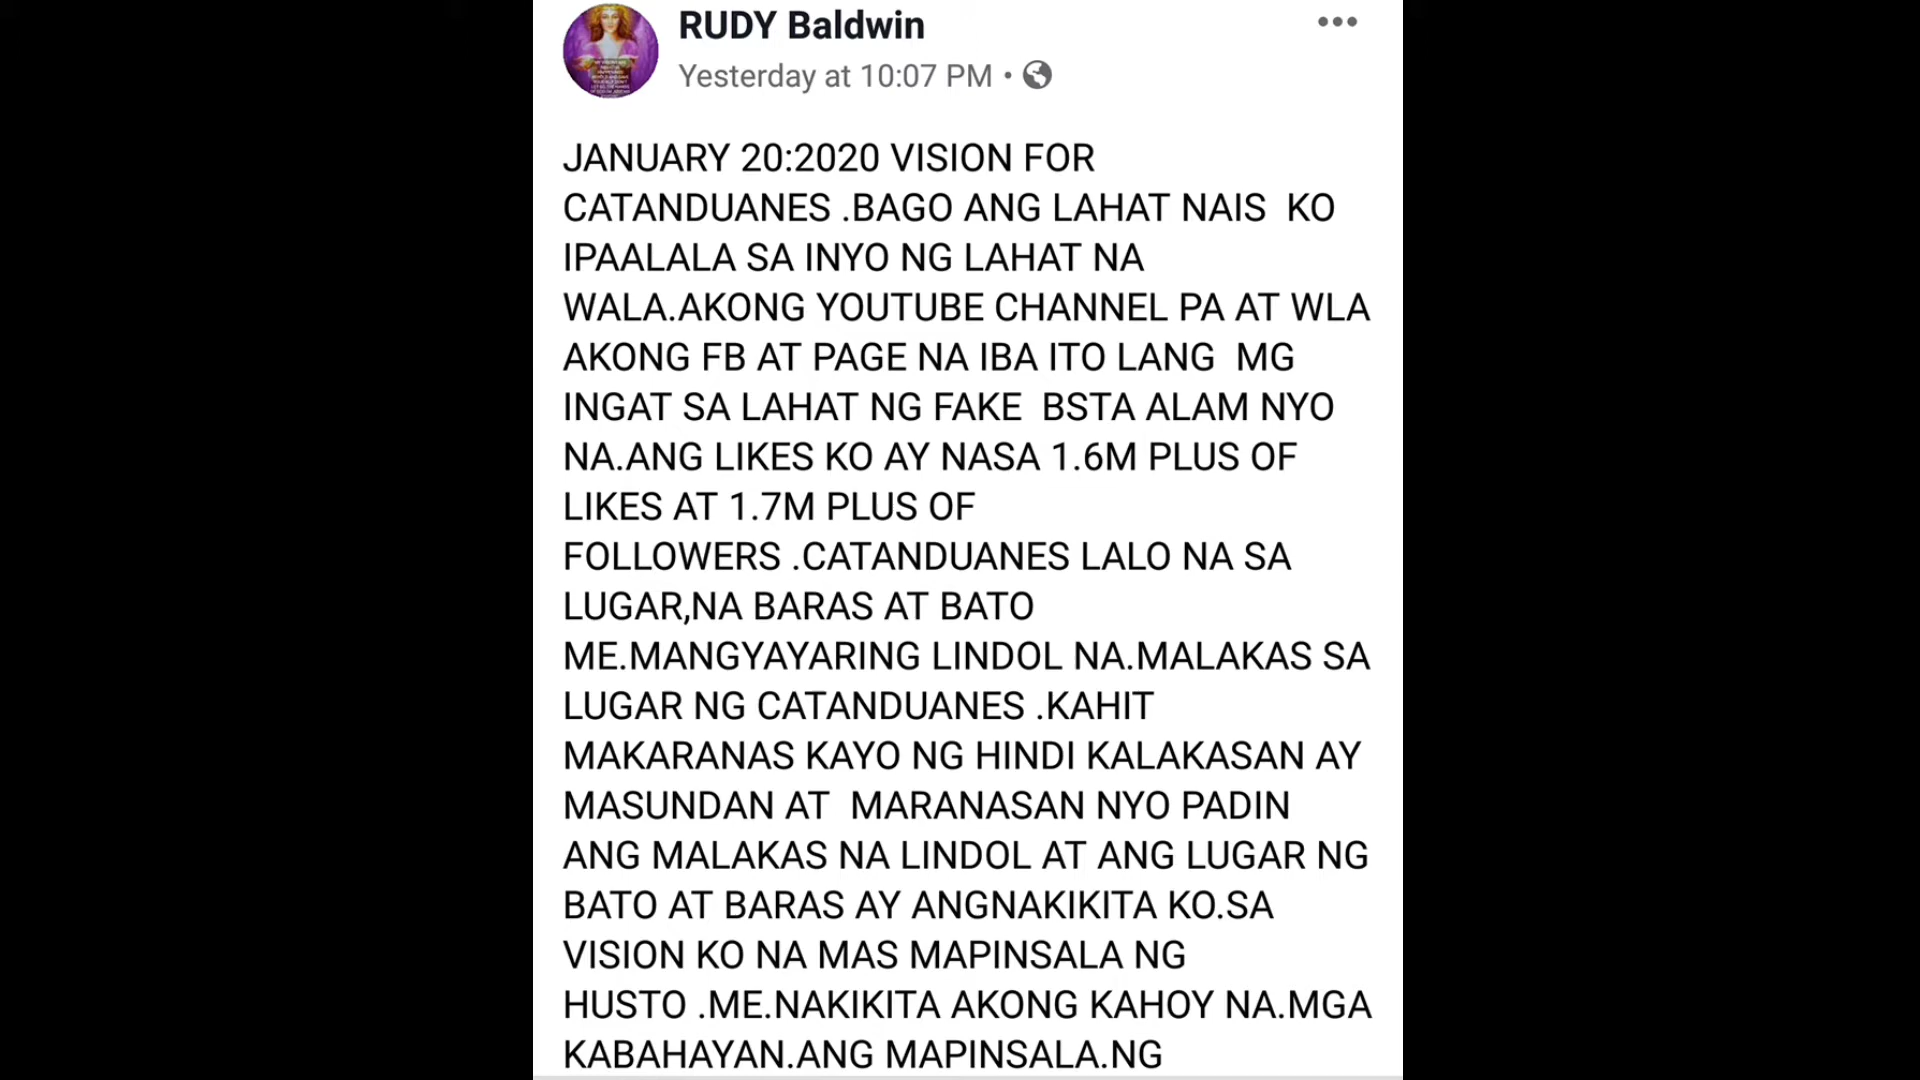 RUDY Baldwin
Yesterday at 10:07 PM •
JANUARY 20:2020 VISION FOR
CATANDUANES .BAGO ANG LAHAT NAIS KO
IPAALALA SA INYO NG LAHAT NA
WALA.AKONG YOUTUBE CHANNEL PA AT WLA
AKONG FB AT PAGE NA IBA ITO LANG MG
INGAT SA LAHAT NG FAKE BSTA ALAM NYO
NA.ANG LIKES KO AY NASA 1.6M PLUS OF
LIKES AT 1.7M PLUS OF
FOLLOWERS .CATANDUANES LALO NA SA
LUGAR,NA BARAS AT BATO
ME.MANGYAYARING LINDOL NA.MALAKAS SA
LUGAR NG CATANDUANES .KAHIT
MAKARANAS KAYO NG HINDI KALAKASAN AY
MASUNDAN AT MARANASAN NYO PADIN
ANG MALAKAS NA LINDOL AT ANG LUGAR NG
BATO AT BARAS AY ANGNAKIKITA KO.SA
VISION KO NA MAS MAPINSALA NG
HUSTO .ME.NAKIKITA AKONG KAHOY NA.MGA
KABAHAYAN.ANG MAPINSALA.NG